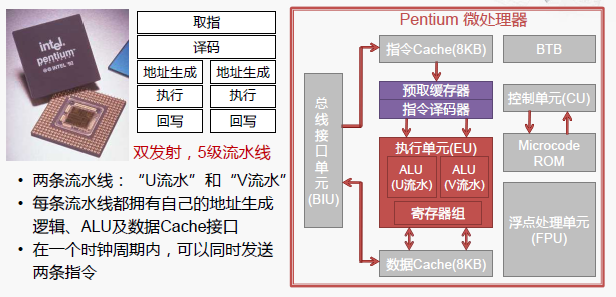 intel
pentium
® © INTEL '92
取指
译码
地址生成 地址生成
执行 执行
回写 回写
双发射，5级流水线
• 两条流水线：“U流水”和“V流水”
• 每条流水线都拥有自己的地址生成
逻辑、ALU及数据Cache接口
• 在一个时钟周期内，可以同时发送
两条指令
Pentium 微处理器
总线接口单元
(BIU)
指令Cache(8KB)
预取缓存器
指令译码器
执行单元(EU)
ALU
(U流水)
ALU
(V流水)
寄存器组
数据Cache(8KB)
BTB
控制单元(CU)
Microcode
ROM
浮点处理单元
(FPU)